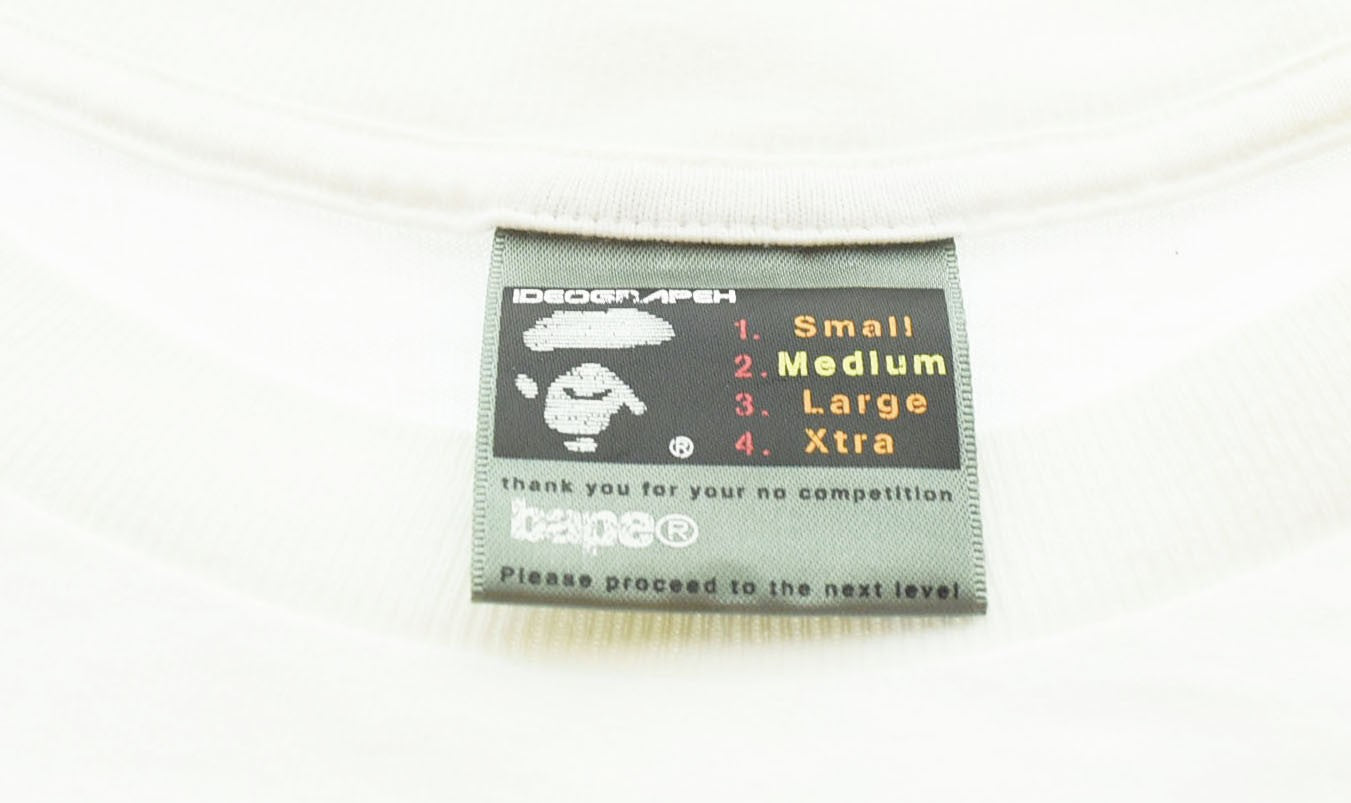 IDEOGRAPEH
1. Small
2. Medium
3. Large
4. Xtra
®
thank you for your no competition
bape®
Please proceed to the next level